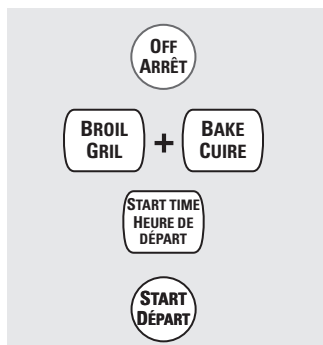 OFF
ARRÊT
BROIL
GRIL
+
BAKE
CUIRE
START TIME
HEURE DE
DÉPART
START
DÉPART